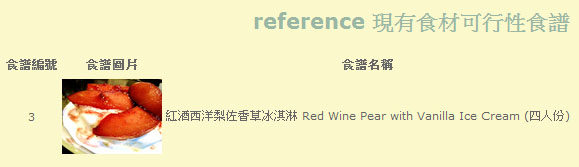 reference 現有食材可行性食譜
食譜編號 食譜圖片 食譜名稱
3 紅酒西洋梨佐香草冰淇淋 Red Wine Pear with Vanilla Ice Cream (四人份)